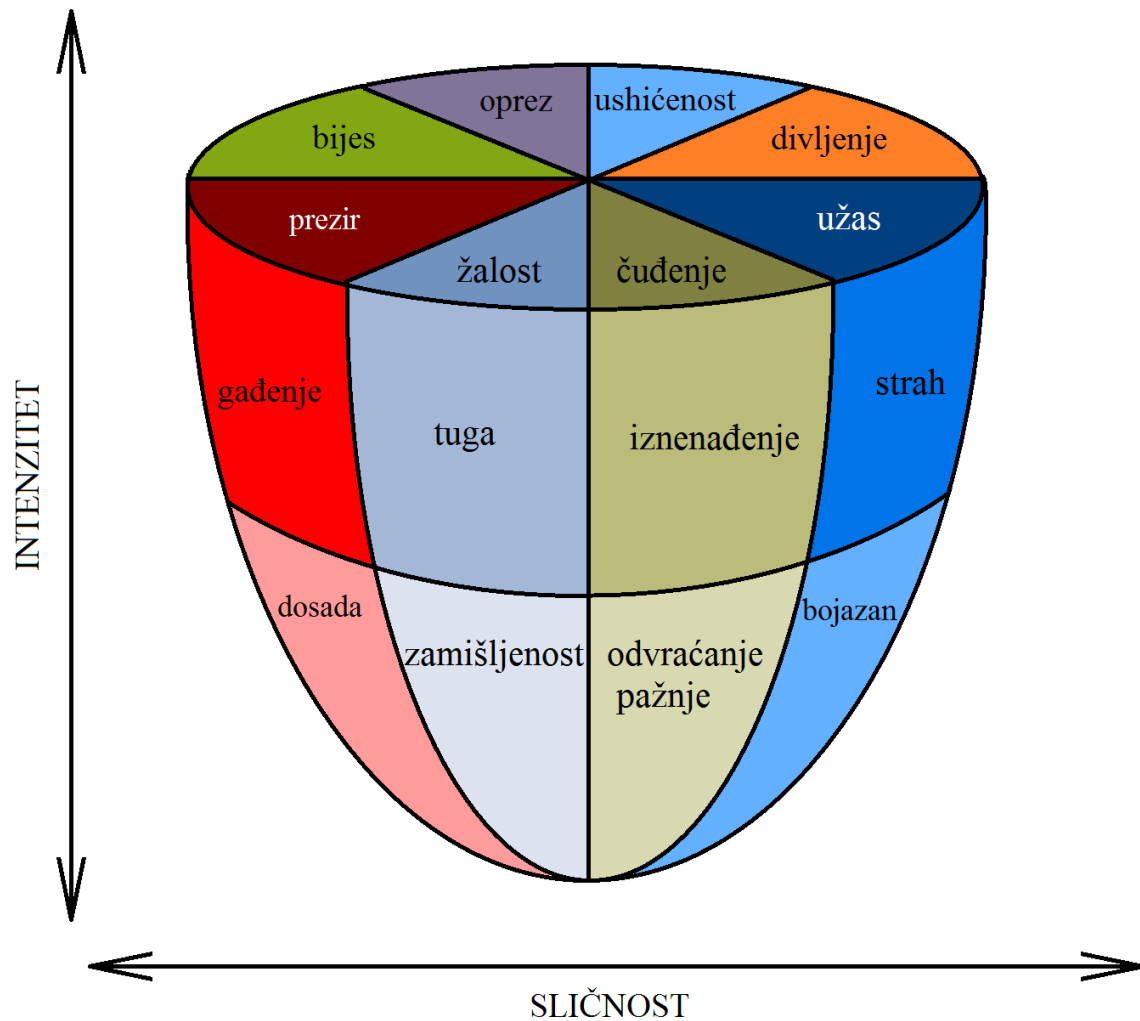 oprez
ushićenost
bijes
divljenje
prezir
užas
žalost
čuđenje
gađenje
strah
tuga
iznenađenje
dosada
bojazan
zamišljenost
odvraćanje
pažnje
INTENZITET
SLIČNOST